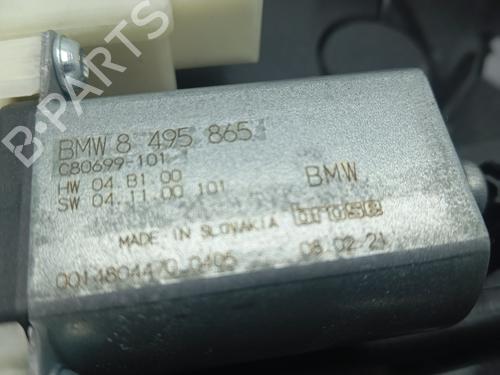 BMW 8 495 865
C80699-101
HW 04.81.00
SW 04.11.00 101
BMW
MADE IN SLOVAKIA
brose
0014804470 0405
08.02.21
B-PARTS